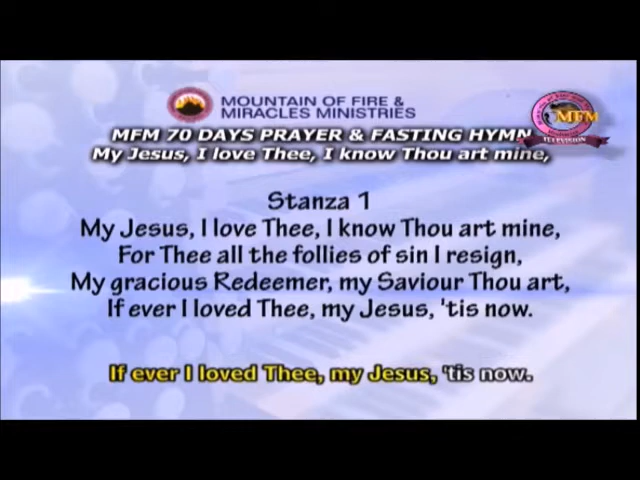 MOUNTAIN OF FIRE &
MIRACLES MINISTRIES
MFM
TELEVISION
MFM 70 DAYS PRAYER & FASTING HYMN
My Jesus, I love Thee, I know Thou art mine,
Stanza 1
My Jesus, I love Thee, I know Thou art mine,
For Thee all the follies of sin I resign,
My gracious Redeemer, my Saviour Thou art,
If ever I loved Thee, my Jesus, 'tis now.
If ever I loved Thee, my Jesus, 'tis now.